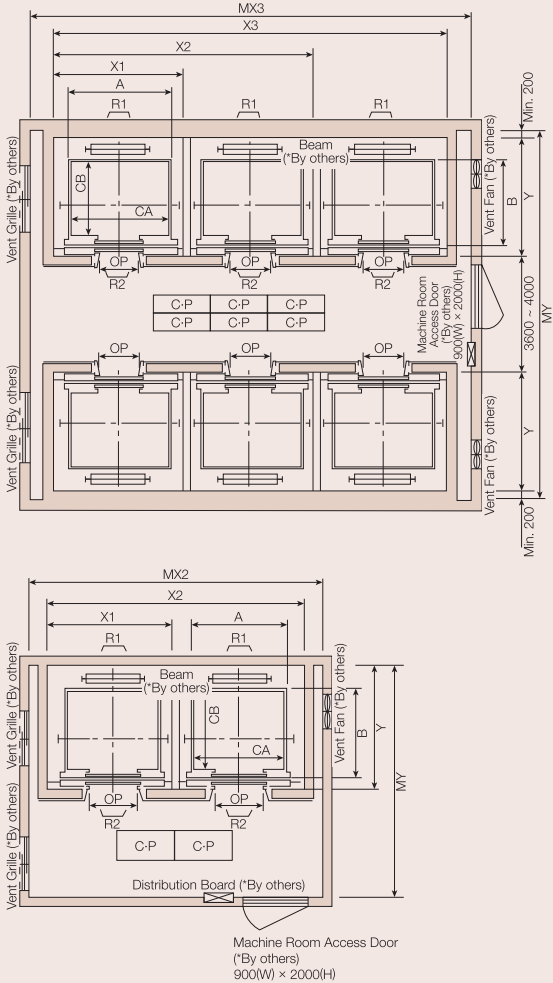 MX3
X3
X2
X1
A
R1
R1
R1
Min. 200
Vent Grille (*By others)
Beam
(*By others)
Vent Fan (*By others)
CB
CA
B
Y
OP
OP
OP
R2
R2
R2
C·P
C·P
C·P
C·P
C·P
C·P
Machine Room
Access Door
(*By others)
900(W) × 2000(H)
3600 ~ 4000
MY
OP
OP
OP
Vent Grille (*By others)
Vent Fan (*By others)
Y
Min. 200
MX2
X2
X1
A
R1
R1
Vent Grille (*By others)
Beam
(*By others)
Vent Fan (*By others)
CB
CA
B
Y
MY
OP
OP
R2
R2
C·P
C·P
Vent Grille (*By others)
Distribution Board (*By others)
Machine Room Access Door
(*By others)
900(W) × 2000(H)